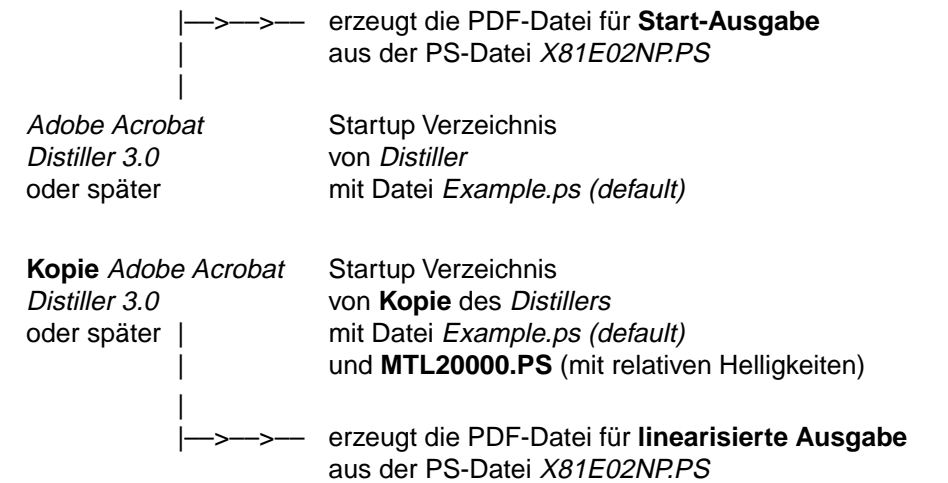 |—>—>— erzeugt die PDF-Datei für Start-Ausgabe
| aus der PS-Datei X81E02NP.PS
|
Adobe Acrobat Startup Verzeichnis
Distiller 3.0 von Distiller
oder später mit Datei Example.ps (default)
Kopie Adobe Acrobat Startup Verzeichnis
Distiller 3.0 von Kopie des Distillers
oder später | mit Datei Example.ps (default)
| und MTL20000.PS (mit relativen Helligkeiten)
|
|—>—>— erzeugt die PDF-Datei für linearisierte Ausgabe
aus der PS-Datei X81E02NP.PS